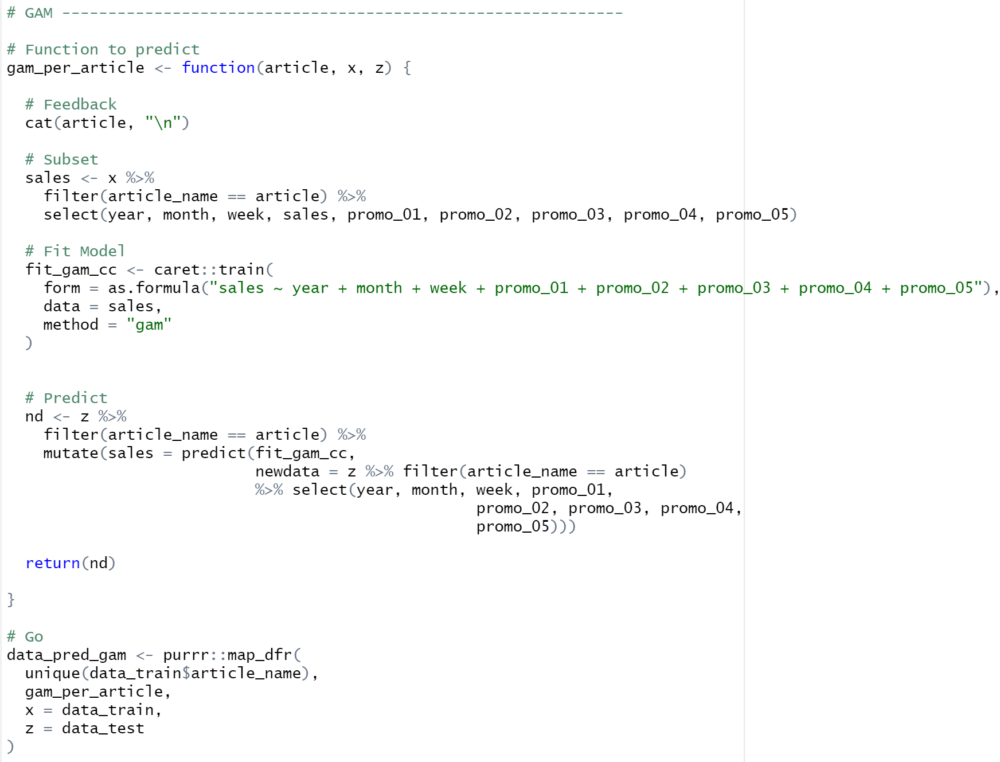 # GAM -------------------------------------------------------------
# Function to predict
gam_per_article <- function(article, x, z) {
  # Feedback
  cat(article, "\n")
  # Subset
  sales <- x %>%
    filter(article_name == article) %>%
    select(year, month, week, sales, promo_01, promo_02, promo_03, promo_04, promo_05)
  # Fit Model
  fit_gam_cc <- caret::train(
    form = as.formula("sales ~ year + month + week + promo_01 + promo_02 + promo_03 + promo_04 + promo_05"),
    data = sales,
    method = "gam"
  )
  # Predict
  nd <- z %>%
    filter(article_name == article) %>%
    mutate(sales = predict(fit_gam_cc,
                           newdata = z %>% filter(article_name == article)
                           %>% select(year, month, week, promo_01,
                                                   promo_02, promo_03, promo_04,
                                                   promo_05)))
  return(nd)
}
# Go
data_pred_gam <- purrr::map_dfr(
  unique(data_train$article_name),
  gam_per_article,
  x = data_train,
  z = data_test
)